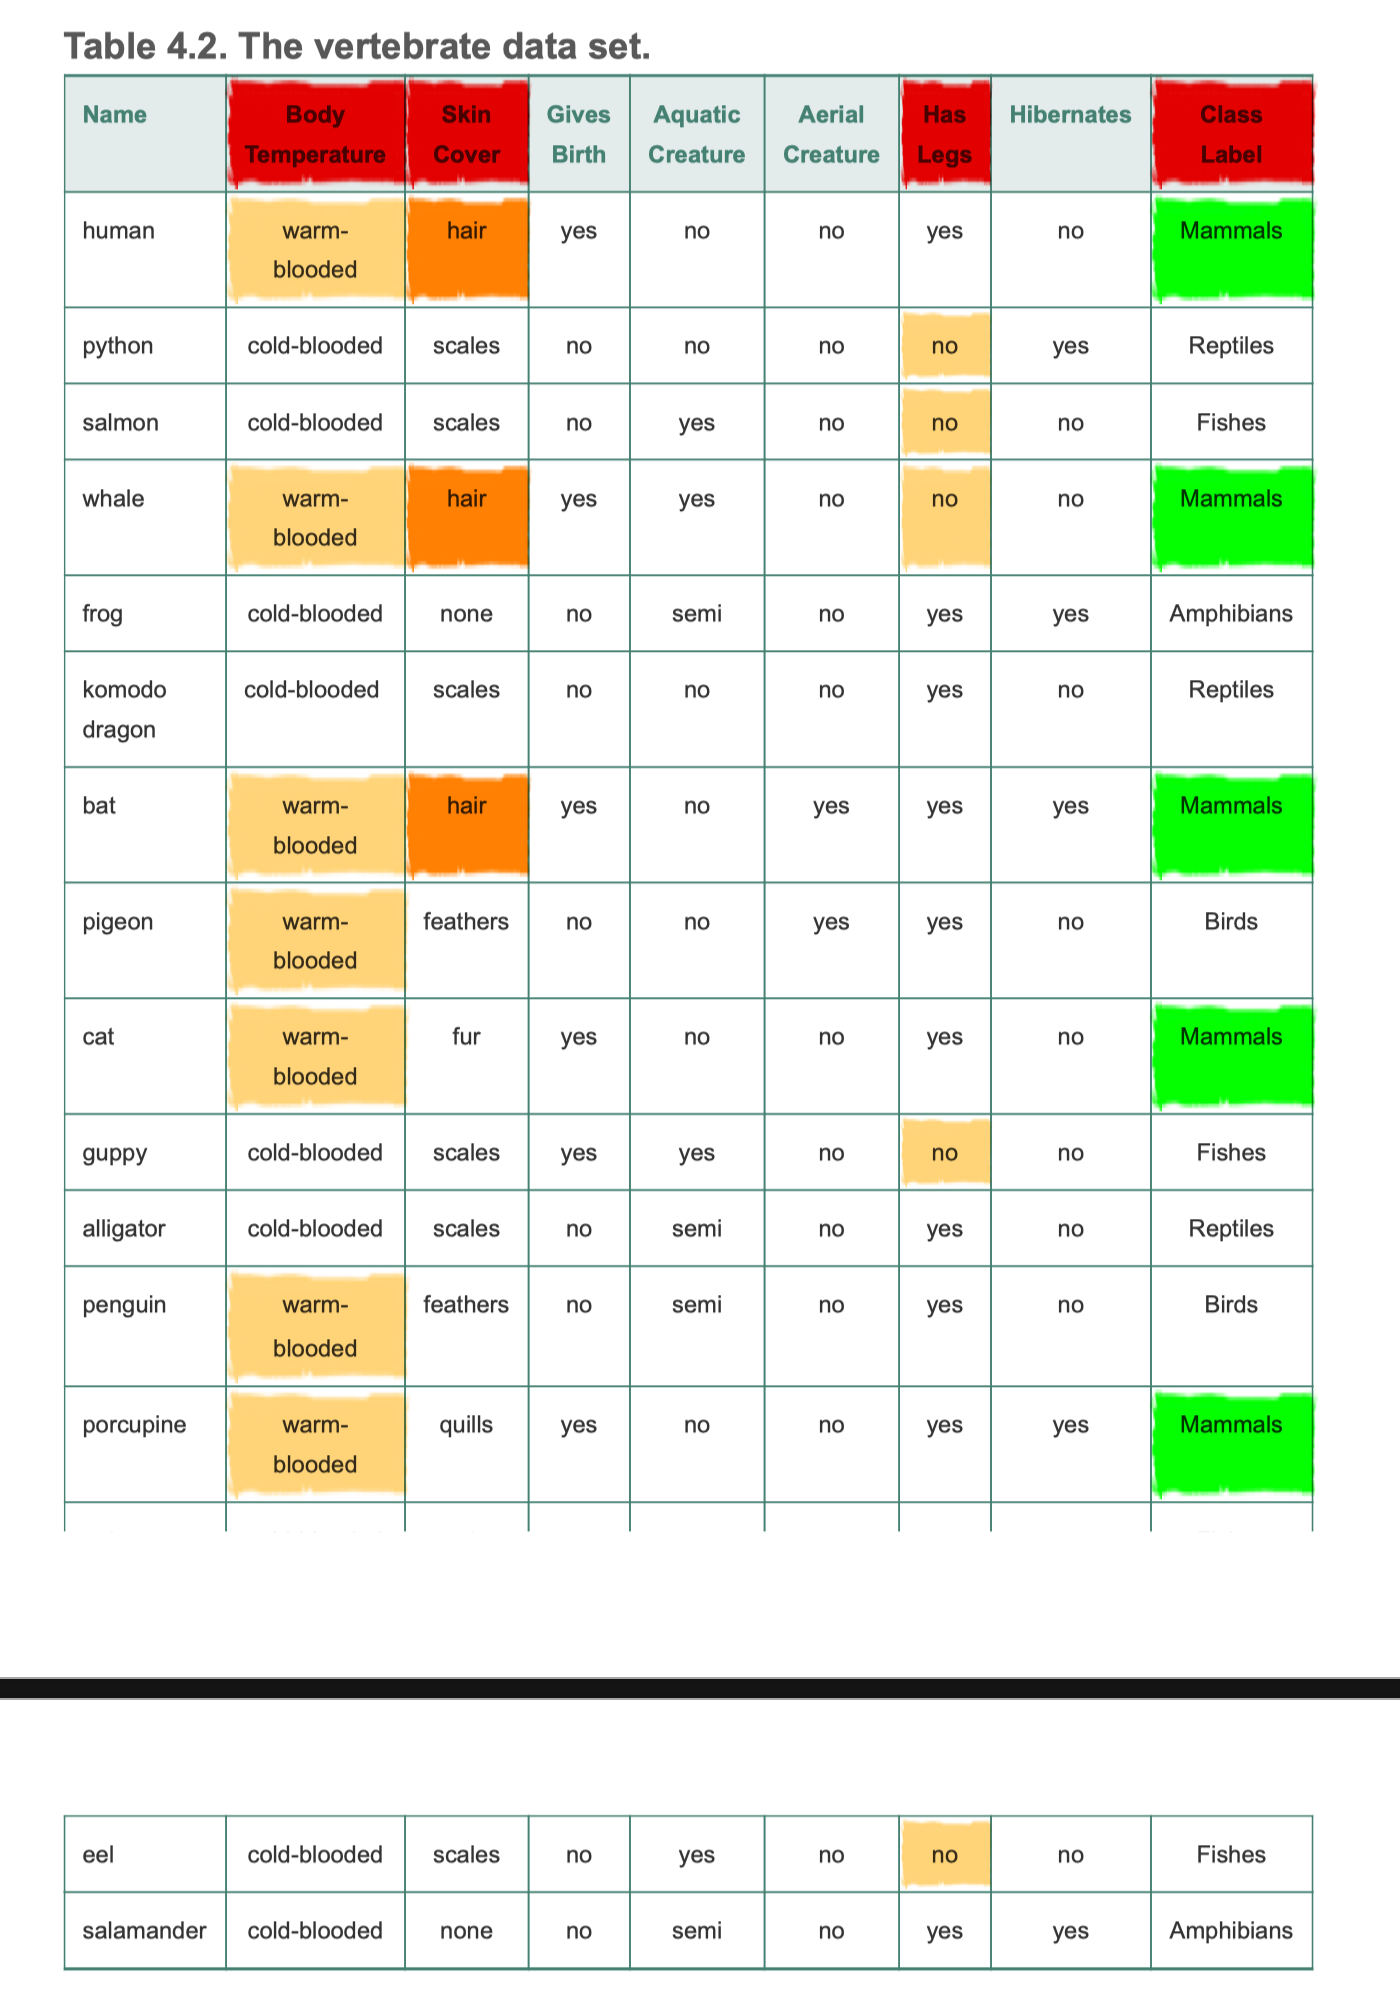 Table 4.2. The vertebrate data set.
Name Body Temperature Skin Cover Gives Birth Aquatic Creature Aerial Creature Has Legs Hibernates Class Label
human warm-blooded hair yes no no yes no Mammals
python cold-blooded scales no no no no yes Reptiles
salmon cold-blooded scales no yes no no no Fishes
whale warm-blooded hair yes yes no no no Mammals
frog cold-blooded none no semi no yes yes Amphibians
komodo dragon cold-blooded scales no no no yes no Reptiles
bat warm-blooded hair yes no yes yes yes Mammals
pigeon warm-blooded feathers no no yes yes no Birds
cat warm-blooded fur yes no no yes no Mammals
guppy cold-blooded scales yes yes no no no Fishes
alligator cold-blooded scales no semi no yes no Reptiles
penguin warm-blooded feathers no semi no yes no Birds
porcupine warm-blooded quills yes no no yes yes Mammals
eel cold-blooded scales no yes no no no Fishes
salamander cold-blooded none no semi no yes yes Amphibians